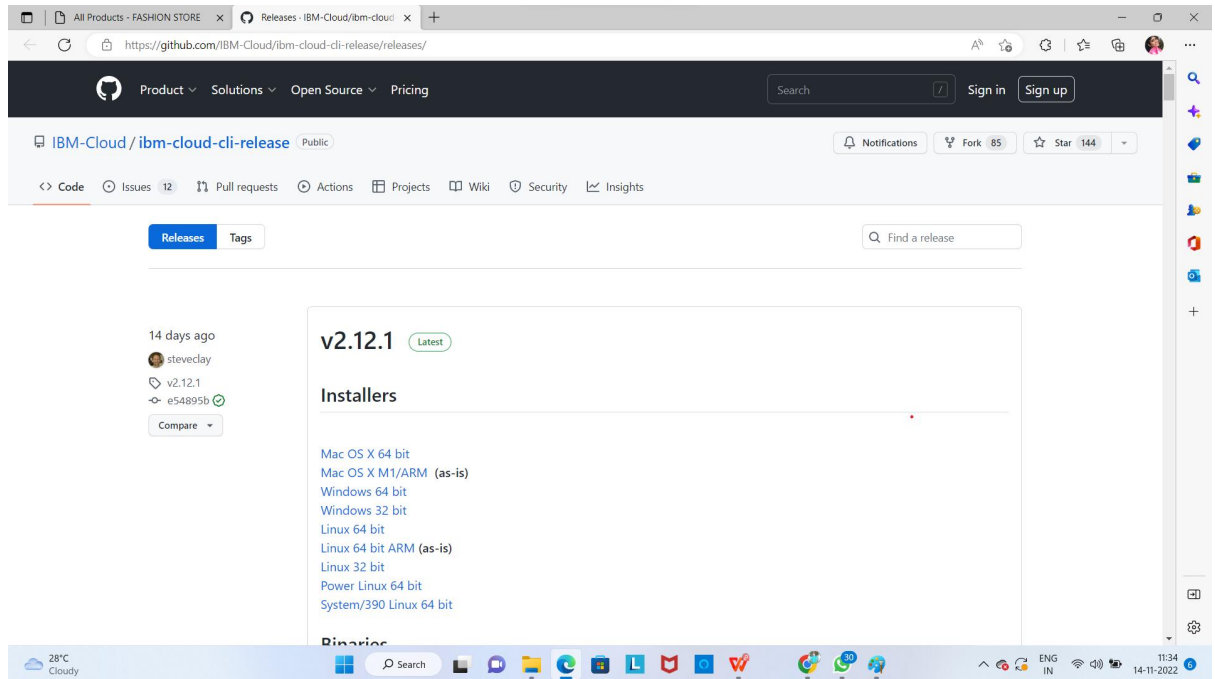 All Products - FASHION STORE
Releases - IBM-Cloud/ibm-cloud
https://github.com/IBM-Cloud/ibm-cloud-cli-release/releases/
Product Solutions Open Source Pricing
Search /
Sign in Sign up
IBM-Cloud / ibm-cloud-cli-release Public
Notifications Fork 85 Star 144
Code Issues 12 Pull requests Actions Projects Wiki Security Insights
Releases Tags
Find a release
14 days ago
steveclay
v2.12.1
e54895b
Compare
v2.12.1 Latest
Installers
Mac OS X 64 bit
Mac OS X M1/ARM (as-is)
Windows 64 bit
Windows 32 bit
Linux 64 bit
Linux 64 bit ARM (as-is)
Linux 32 bit
Power Linux 64 bit
System/390 Linux 64 bit
Binaries
28°C
Cloudy
Search
30
ENG
IN
11:34
14-11-2022
6